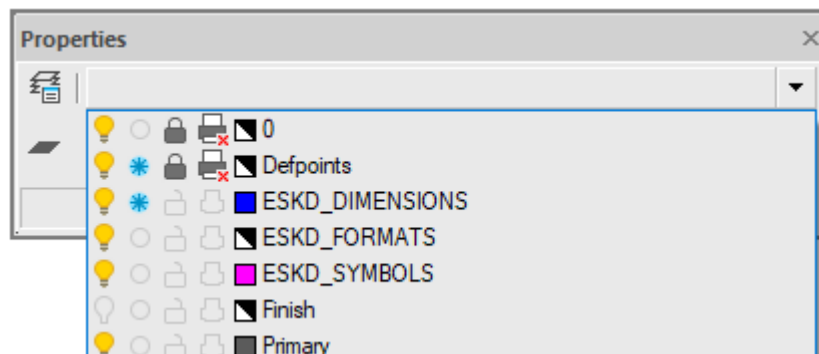 Properties
0
Defpoints
ESKD_DIMENSIONS
ESKD_FORMATS
ESKD_SYMBOLS
Finish
Primary